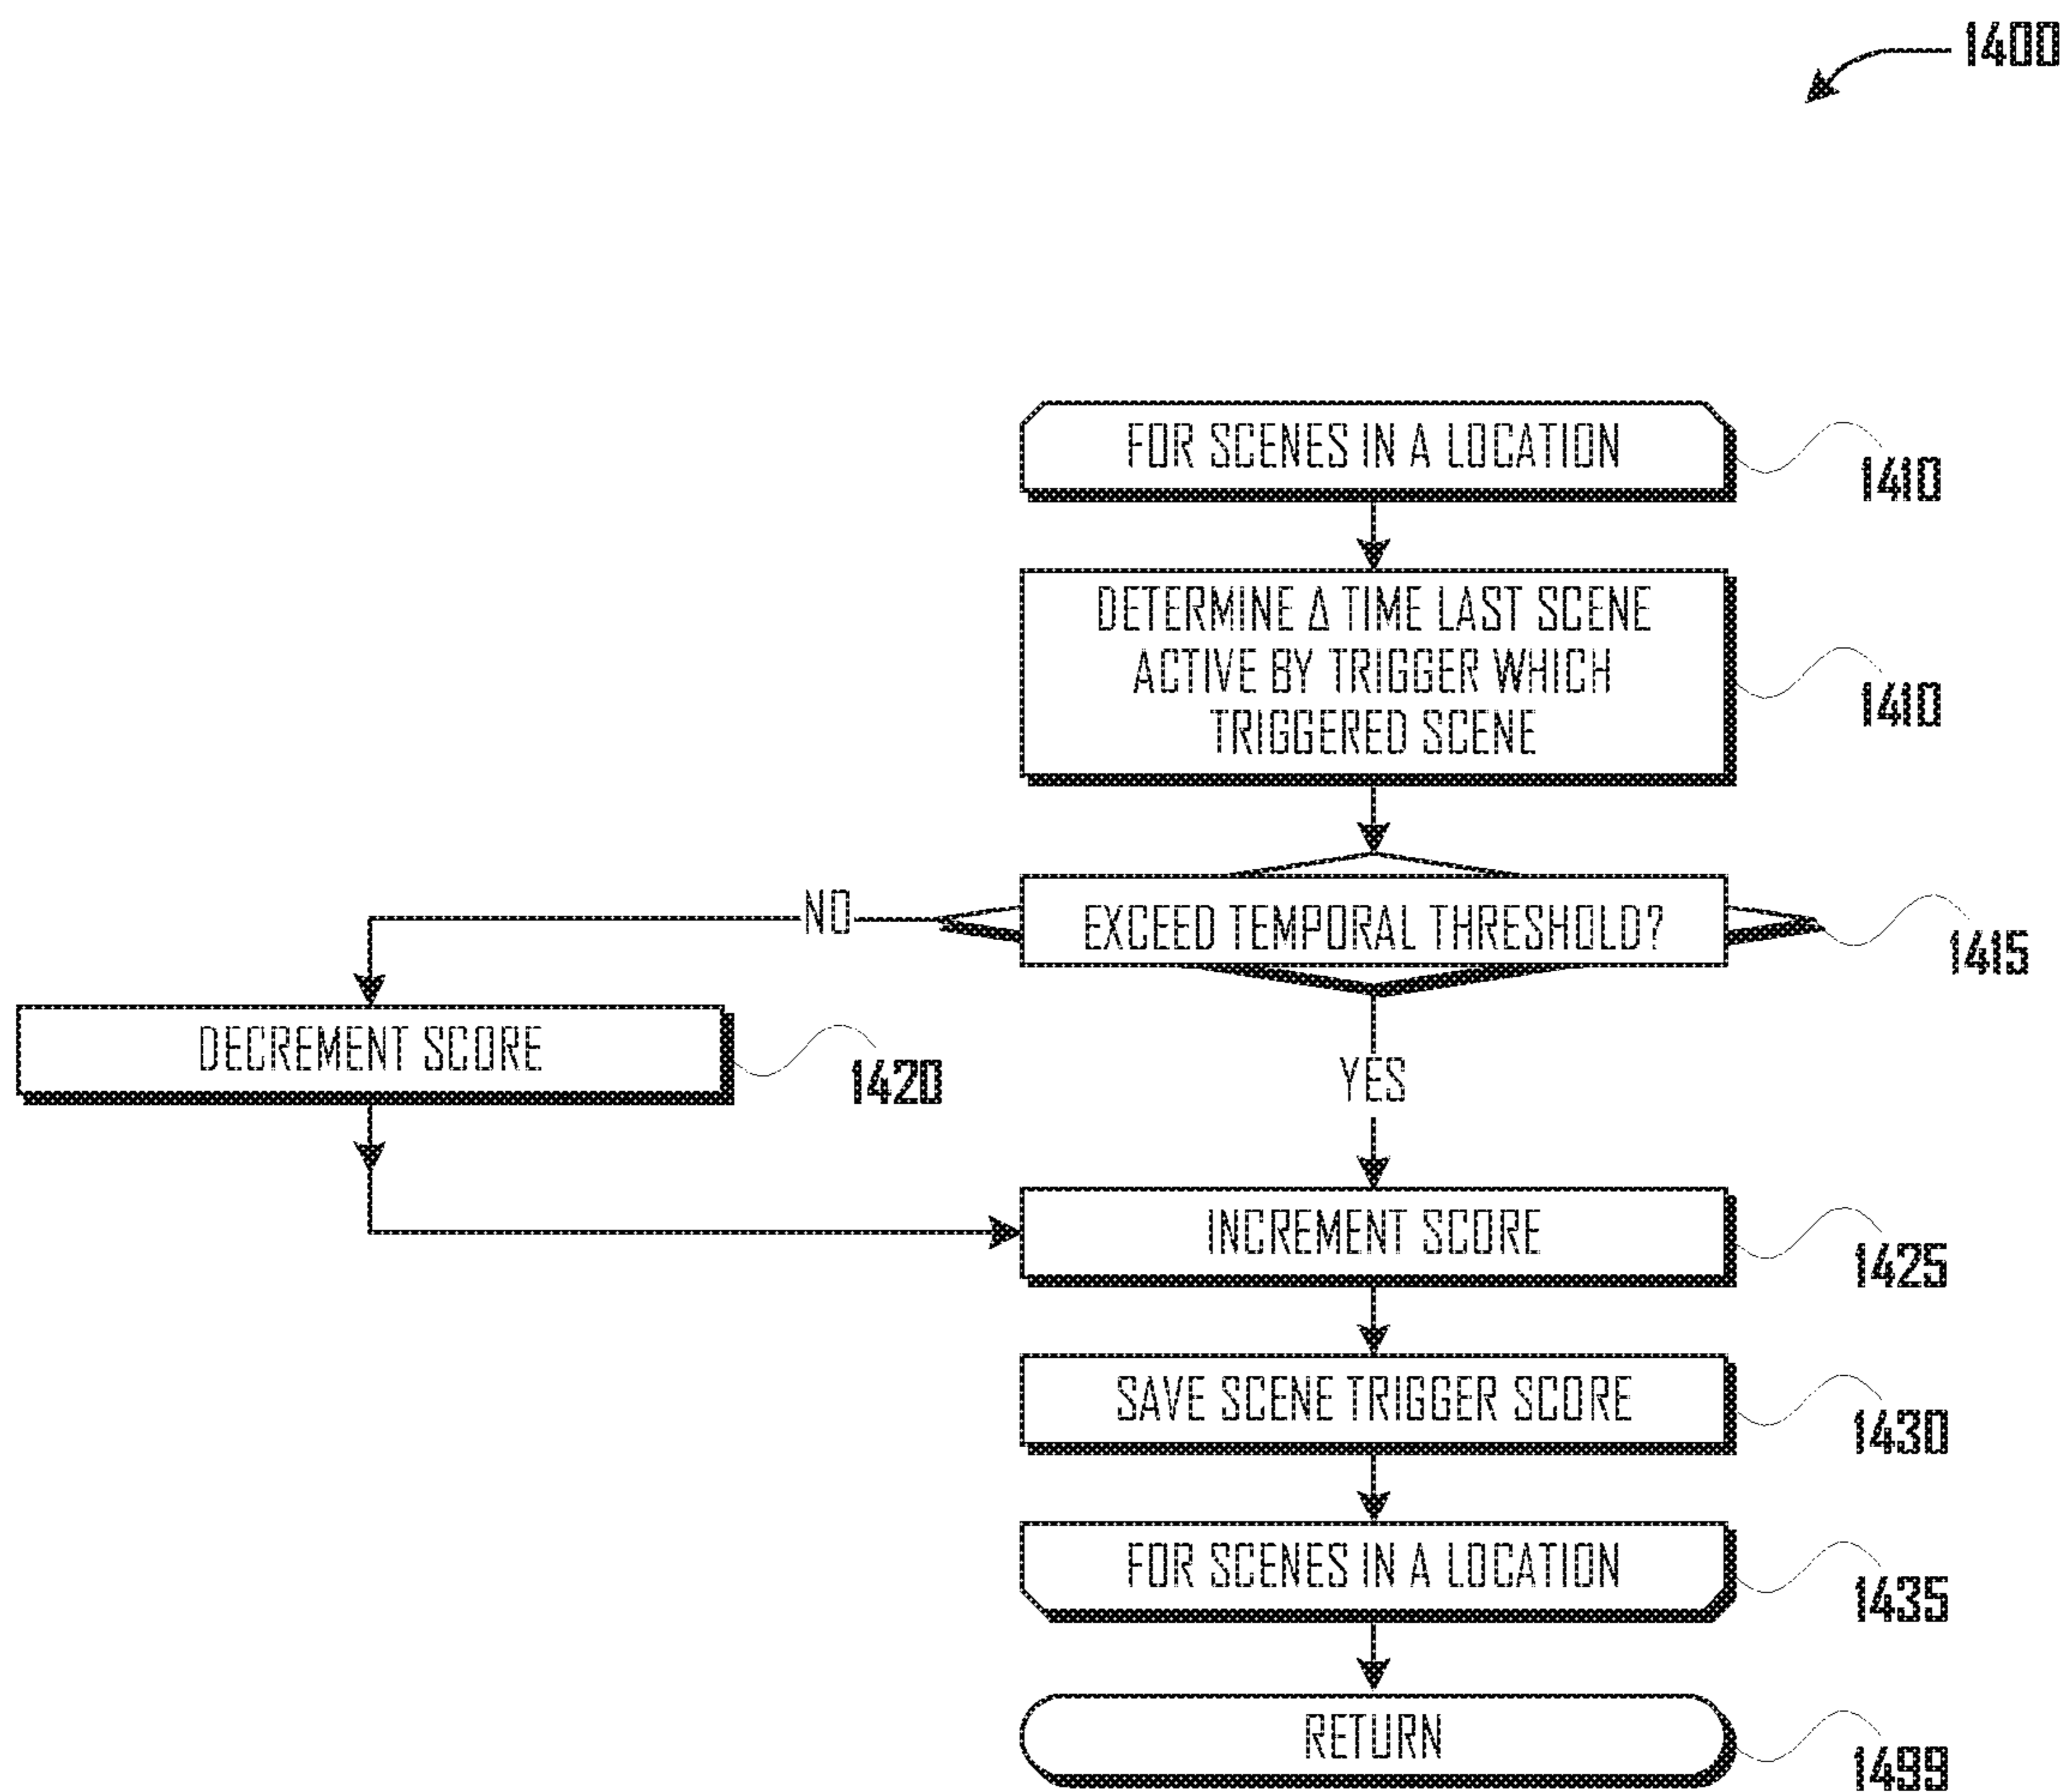 1400
FOR SCENES IN A LOCATION
1410
DETERMINE Δ TIME LAST SCENE
ACTIVE BY TRIGGER WHICH
TRIGGERED SCENE
1410
NO
EXCEED TEMPORAL THRESHOLD?
1415
DECREMENT SCORE
1420
YES
INCREMENT SCORE
1425
SAVE SCENE TRIGGER SCORE
1430
FOR SCENES IN A LOCATION
1435
RETURN
1499